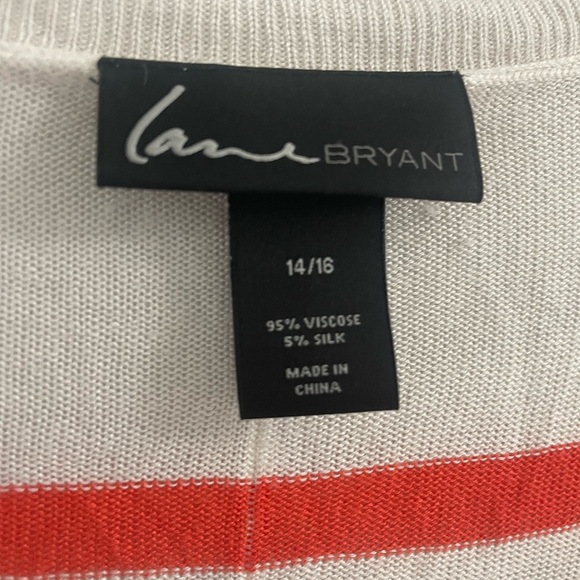 Lane BRYANT
14/16
95% VISCOSE
5% SILK
MADE IN
CHINA